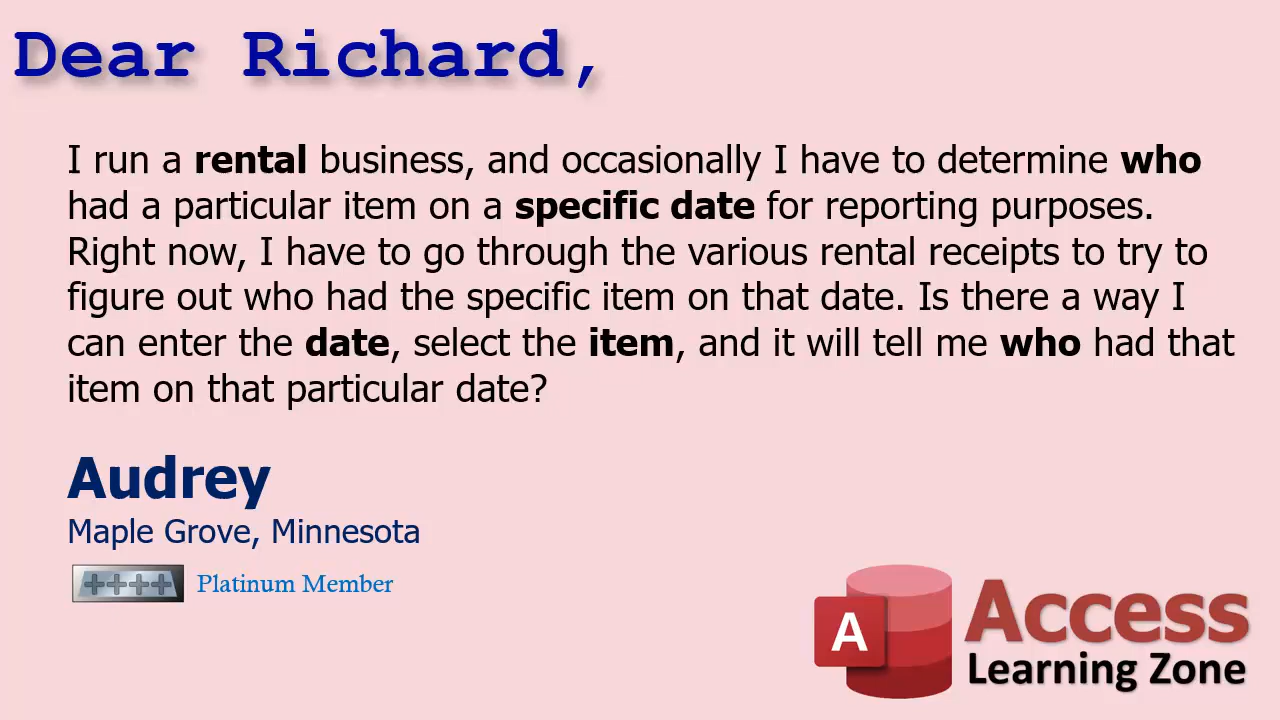 Dear Richard,
I run a rental business, and occasionally I have to determine who
had a particular item on a specific date for reporting purposes.
Right now, I have to go through the various rental receipts to try to
figure out who had the specific item on that date. Is there a way I
can enter the date, select the item, and it will tell me who had that
item on that particular date?
Audrey
Maple Grove, Minnesota
++++ Platinum Member
A Access
Learning Zone